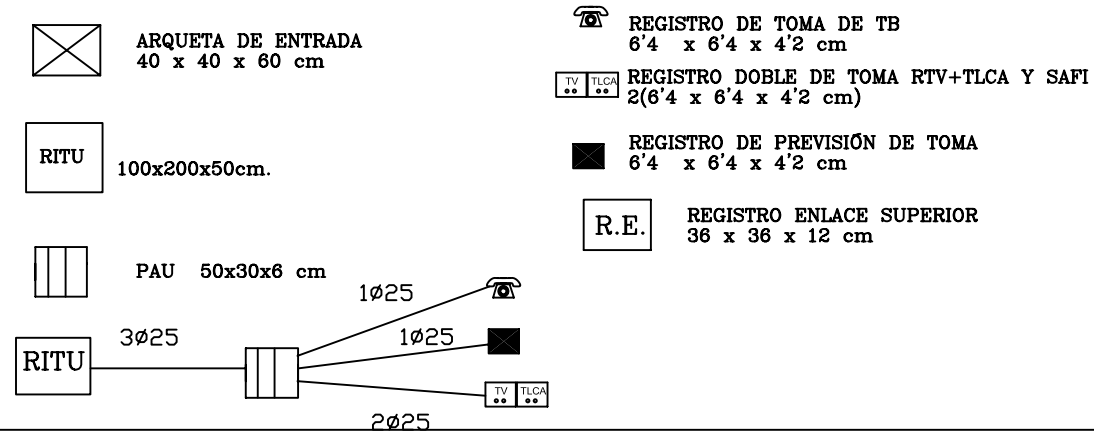 ARQUETA DE ENTRADA
40 x 40 x 60 cm
RITU
100x200x50cm.
PAU 50x30x6 cm
REGISTRO DE TOMA DE TB
6'4 x 6'4 x 4'2 cm
TV TLCA
REGISTRO DOBLE DE TOMA RTV+TLCA Y SAFI
2(6'4 x 6'4 x 4'2 cm)
REGISTRO DE PREVISIÓN DE TOMA
6'4 x 6'4 x 4'2 cm
R.E.
REGISTRO ENLACE SUPERIOR
36 x 36 x 12 cm
RITU
3ø25
1ø25
1ø25
TV TLCA
2ø25